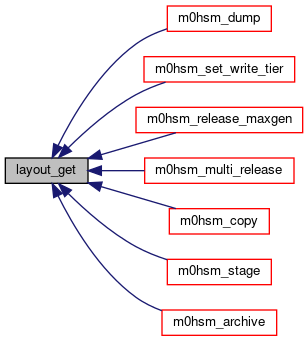 m0hsm_dump
m0hsm_set_write_tier
m0hsm_release_maxgen
layout_get
m0hsm_multi_release
m0hsm_copy
m0hsm_stage
m0hsm_archive